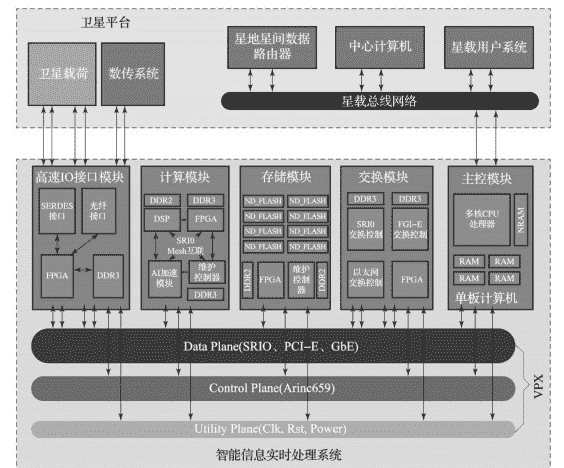 卫星平台
卫星载荷
数传系统
星地星间数据
路由器
中心计算机
星载用户系统
星载总线网络
高速IO接口模块
SERDES
接口
光纤
接口
FPGA
DDR3
计算模块
DDR2
DDR3
DSP
FPGA
SRI0
Mesh互联
AI加速
模块
维护
控制器
DDR3
存储模块
ND_FLASH
ND_FLASH
ND_FLASH
ND_FLASH
ND_FLASH
ND_FLASH
ND_FLASH
ND_FLASH
DDR2
FPGA
维护
控制
器
DDR2
交换模块
DDR3
DDR3
SRI0
交换控制
FGI-E
交换控制
以太网
交换控制
FPGA
主控模块
多核CPU
处理器
NRAM
RAM
RAM
RAM
RAM
单板计算机
Data Plane(SRIO、PCI-E、GbE)
Control Plane(Arinc659)
Utility Plane(Clk, Rst, Power)
VPX
智能信息实时处理系统